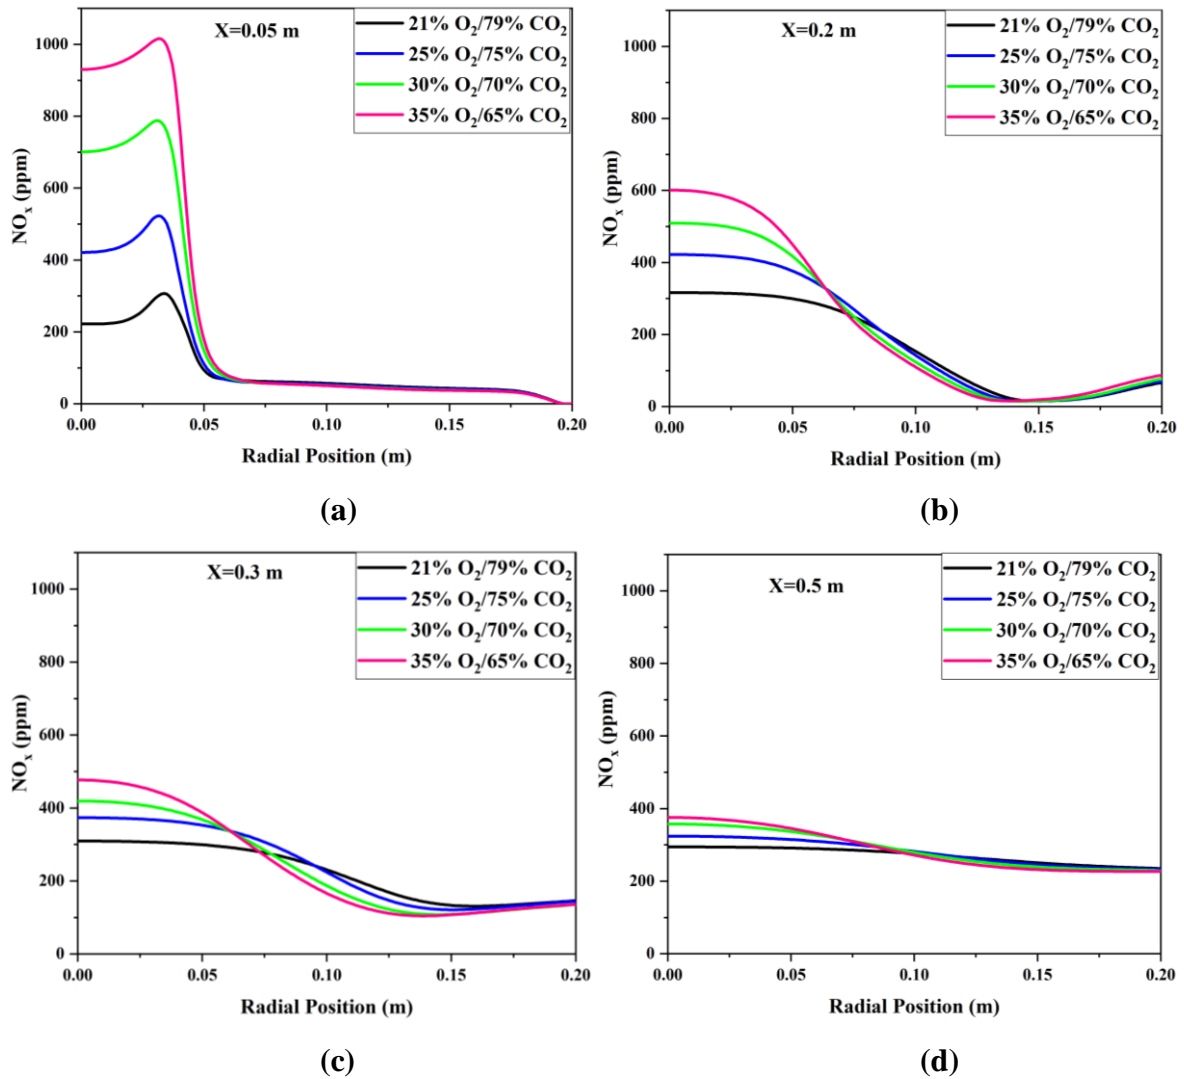 X=0.05 m
21% O2/79% CO2
25% O2/75% CO2
30% O2/70% CO2
35% O2/65% CO2
NOx (ppm)
1000
800
600
400
200
0
0.00 0.05 0.10 0.15 0.20
Radial Position (m)
(a)
X=0.2 m
21% O2/79% CO2
25% O2/75% CO2
30% O2/70% CO2
35% O2/65% CO2
NOx (ppm)
1000
800
600
400
200
0
0.00 0.05 0.10 0.15 0.20
Radial Position (m)
(b)
X=0.3 m
21% O2/79% CO2
25% O2/75% CO2
30% O2/70% CO2
35% O2/65% CO2
NOx (ppm)
1000
800
600
400
200
0
0.00 0.05 0.10 0.15 0.20
Radial Position (m)
(c)
X=0.5 m
21% O2/79% CO2
25% O2/75% CO2
30% O2/70% CO2
35% O2/65% CO2
NOx (ppm)
1000
800
600
400
200
0
0.00 0.05 0.10 0.15 0.20
Radial Position (m)
(d)